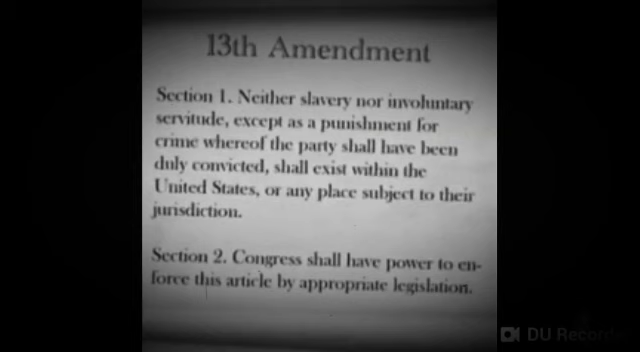 13th Amendment
Section 1. Neither slavery nor involuntary
servitude, except as a punishment for
crime whereof the party shall have been
duly convicted, shall exist within the
United States, or any place subject to their
jurisdiction.
Section 2. Congress shall have power to en-
force this article by appropriate legislation.
DU Recorde